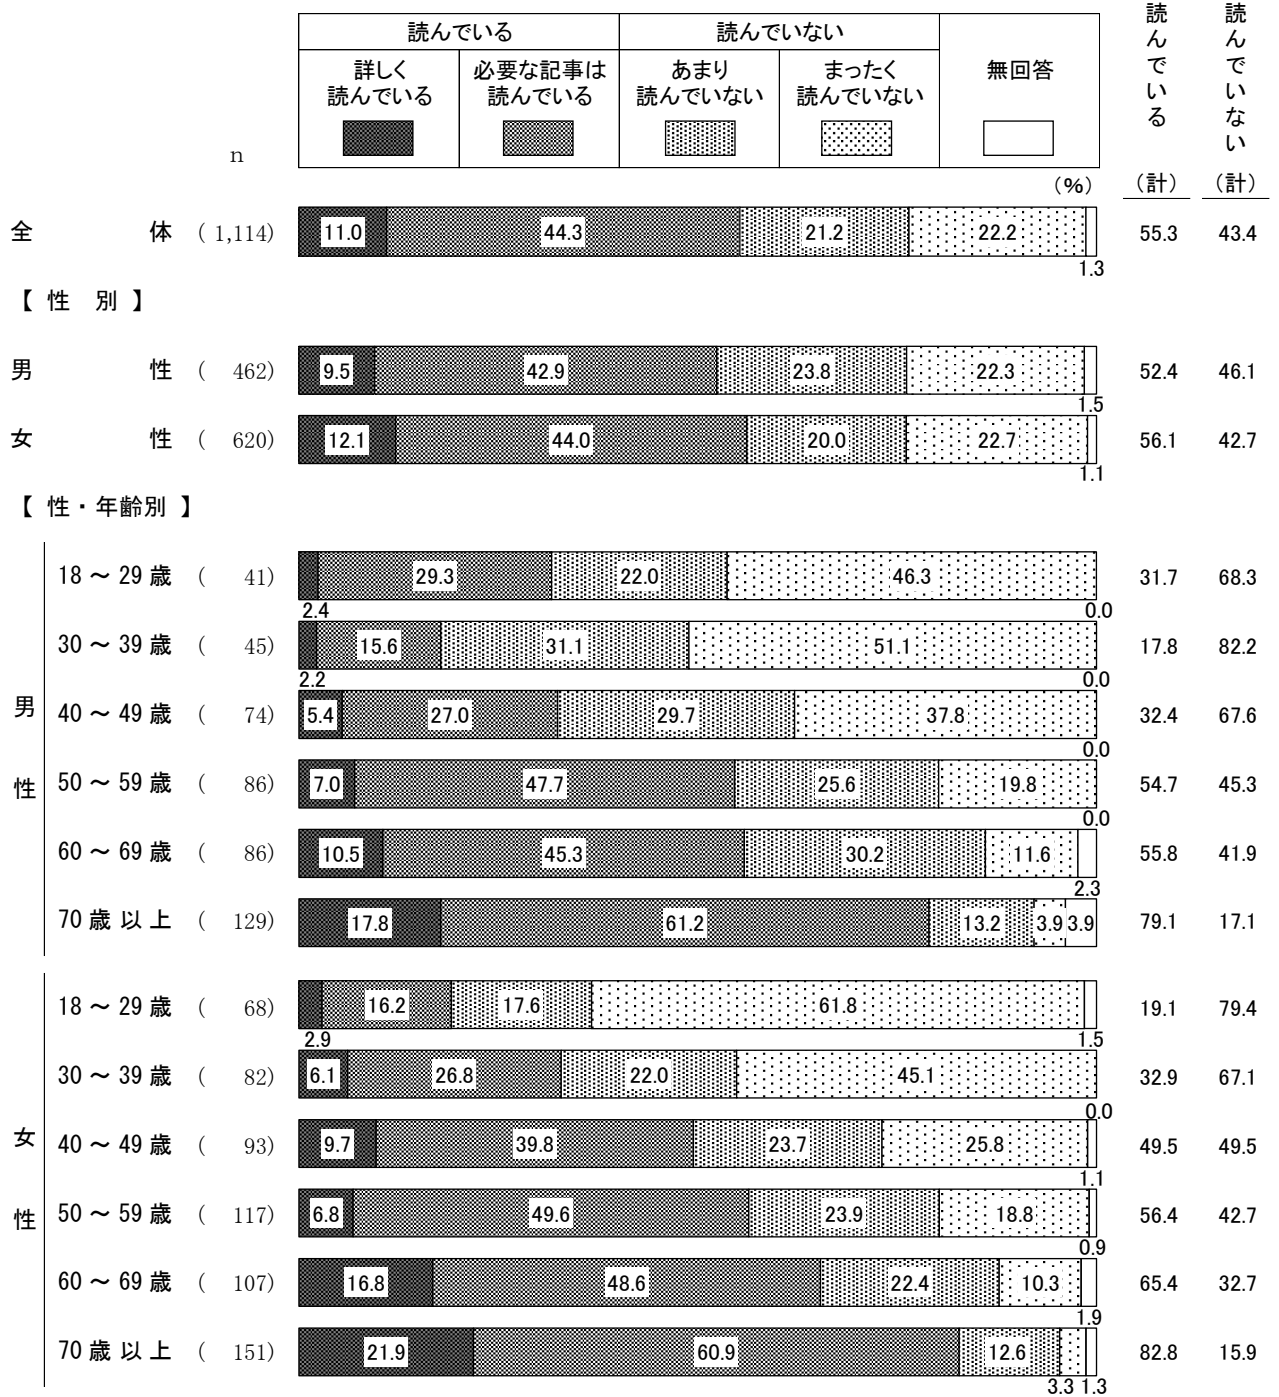 読んでいる 読んでいない 無回答 読んでいる(計) 読んでいない(計)
詳しく読んでいる 必要な記事は読んでいる あまり読んでいない まったく読んでいない
n
(%)
全体 (1,114) 11.0 44.3 21.2 22.2 1.3 55.3 43.4
【 性 別 】
男性 ( 462) 9.5 42.9 23.8 22.3 1.5 52.4 46.1
女性 ( 620) 12.1 44.0 20.0 22.7 1.1 56.1 42.7
【 性・年齢別 】
男性
18～29歳 ( 41) 2.4 29.3 22.0 46.3 0.0 31.7 68.3
30～39歳 ( 45) 2.2 15.6 31.1 51.1 0.0 17.8 82.2
40～49歳 ( 74) 5.4 27.0 29.7 37.8 0.0 32.4 67.6
50～59歳 ( 86) 7.0 47.7 25.6 19.8 0.0 54.7 45.3
60～69歳 ( 86) 10.5 45.3 30.2 11.6 2.3 55.8 41.9
70歳以上 ( 129) 17.8 61.2 13.2 3.9 3.9 79.1 17.1
女性
18～29歳 ( 68) 2.9 16.2 17.6 61.8 1.5 19.1 79.4
30～39歳 ( 82) 6.1 26.8 22.0 45.1 0.0 32.9 67.1
40～49歳 ( 93) 9.7 39.8 23.7 25.8 1.1 49.5 49.5
50～59歳 ( 117) 6.8 49.6 23.9 18.8 0.9 56.4 42.7
60～69歳 ( 107) 16.8 48.6 22.4 10.3 1.9 65.4 32.7
70歳以上 ( 151) 21.9 60.9 12.6 3.3 1.3 82.8 15.9